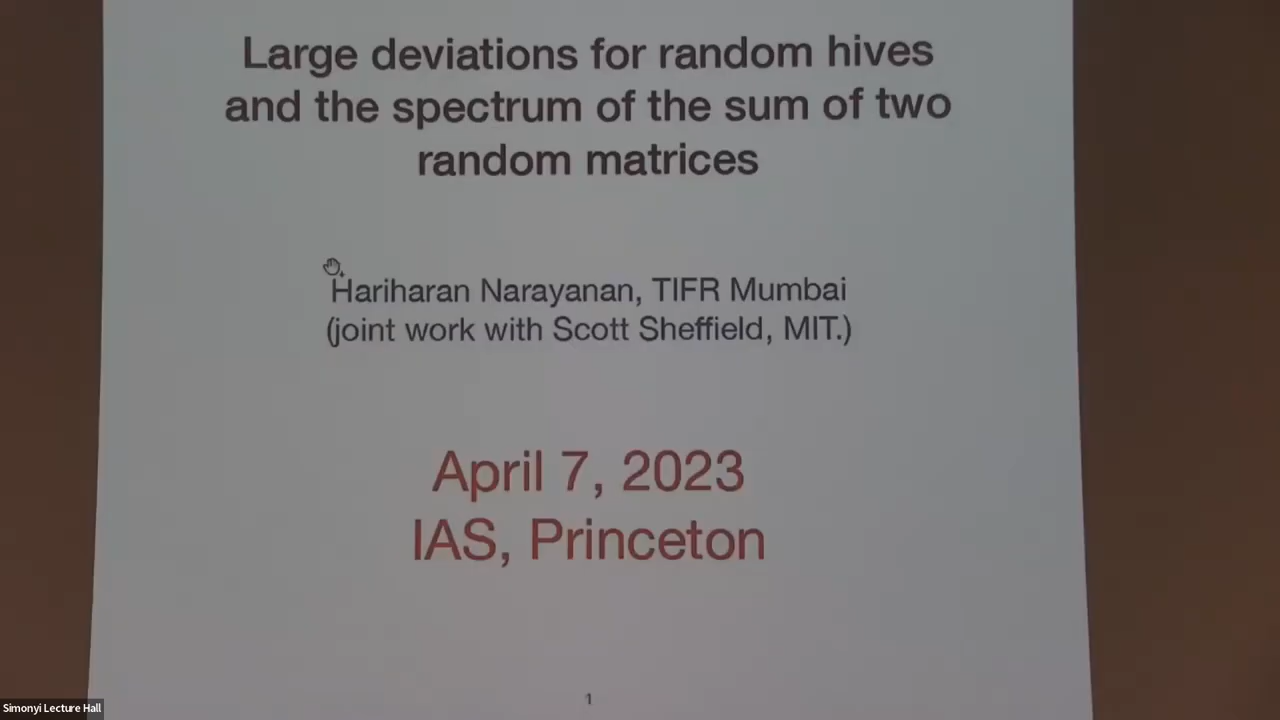 Large deviations for random hives
and the spectrum of the sum of two
random matrices
Hariharan Narayanan, TIFR Mumbai
(joint work with Scott Sheffield, MIT.)
April 7, 2023
IAS, Princeton
1
Simonyi Lecture Hall